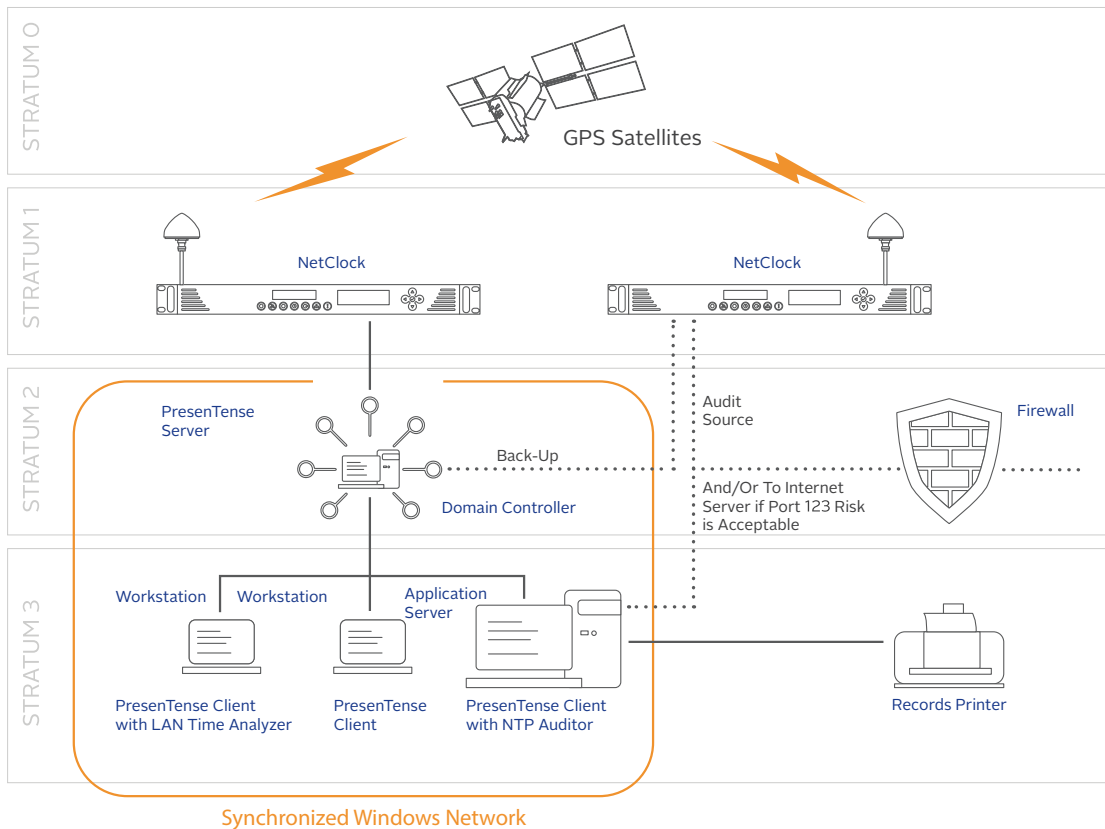 STRATUM 0
GPS Satellites
STRATUM 1
NetClock
NetClock
STRATUM 2
PresenTense
Server
Back-Up
Domain Controller
Audit
Source
And/Or To Internet
Server if Port 123 Risk
is Acceptable
Firewall
STRATUM 3
Workstation
Workstation
Application
Server
PresenTense Client
with LAN Time Analyzer
PresenTense
Client
PresenTense Client
with NTP Auditor
Records Printer
Synchronized Windows Network